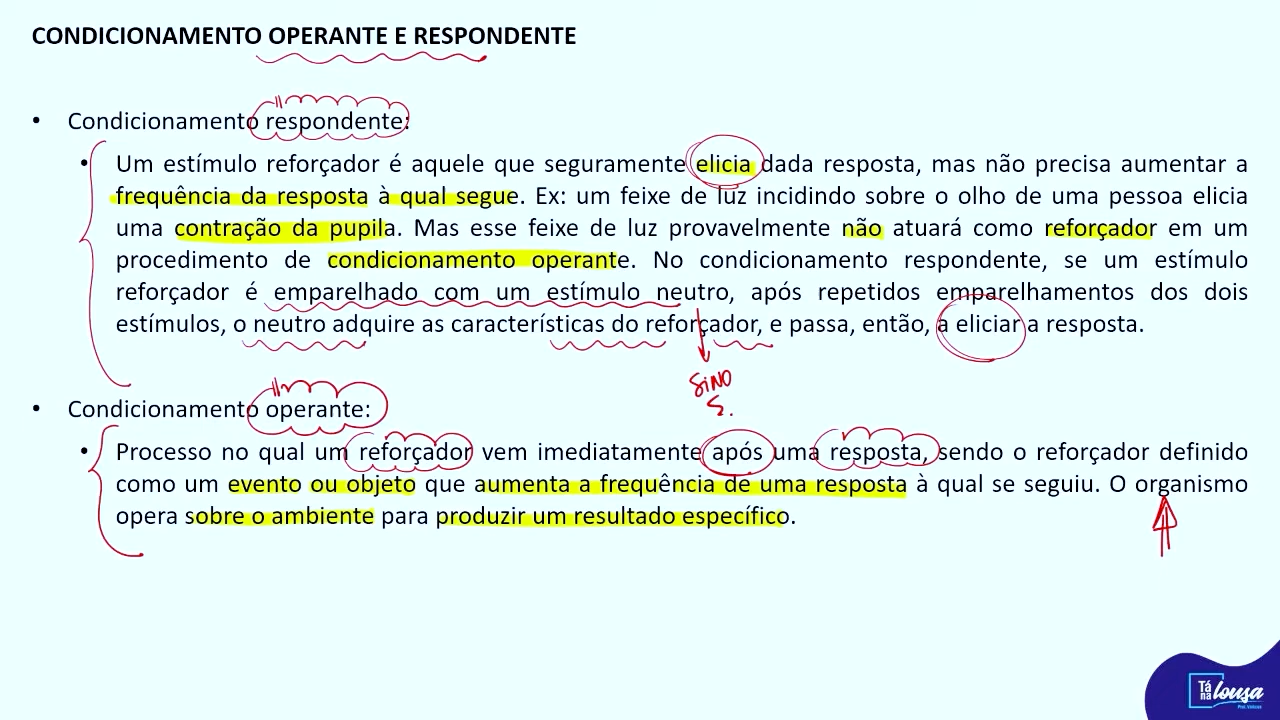 CONDICIONAMENTO OPERANTE E RESPONDENTE
• Condicionamento respondente:
• Um estímulo reforçador é aquele que seguramente elicia dada resposta, mas não precisa aumentar a
frequência da resposta à qual segue. Ex: um feixe de luz incidindo sobre o olho de uma pessoa elicia
uma contração da pupila. Mas esse feixe de luz provavelmente não atuará como reforçador em um
procedimento de condicionamento operante. No condicionamento respondente, se um estímulo
reforçador é emparelhado com um estímulo neutro, após repetidos emparelhamentos dos dois
estímulos, o neutro adquire as características do reforçador, e passa, então, a eliciar a resposta.
SINO
S.
• Condicionamento operante:
• Processo no qual um reforçador vem imediatamente após uma resposta, sendo o reforçador definido
como um evento ou objeto que aumenta a frequência de uma resposta à qual se seguiu. O organismo
opera sobre o ambiente para produzir um resultado específico.
Tá na lousa